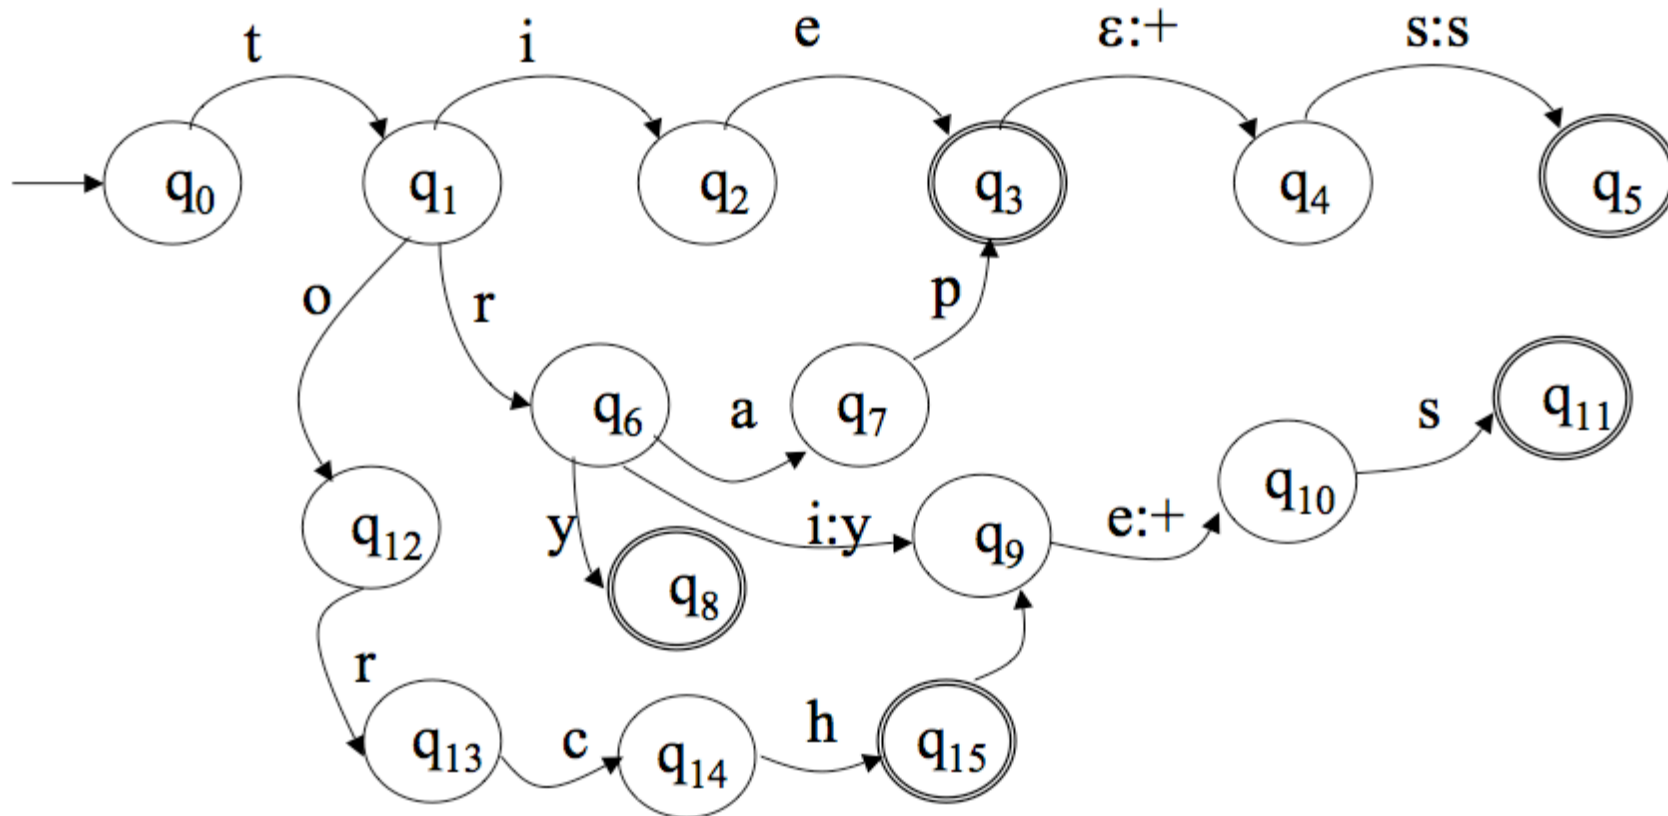 t i e ε:+ s:s
q0 q1 q2 q3 q4 q5
o r p
q6 a q7 s q11
q12 y i:y q9 e:+ q10
q8
r q13 c q14 h q15